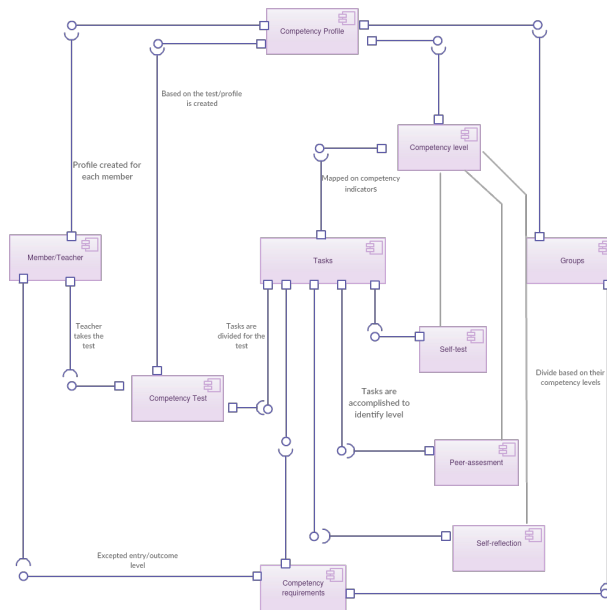 Competency Profile
Based on the test/profile
is created
Competency level
Profile created for
each member
Mapped on competency
indicators
Member/Teacher
Tasks
Groups
Teacher
takes the
test
Tasks are
divided for the
test
Self-test
Divide based on their
competency levels
Competency Test
Tasks are
accomplished to
identify level
Peer-assesment
Self-reflection
Excepted entry/outcome
level
Competency
requirements